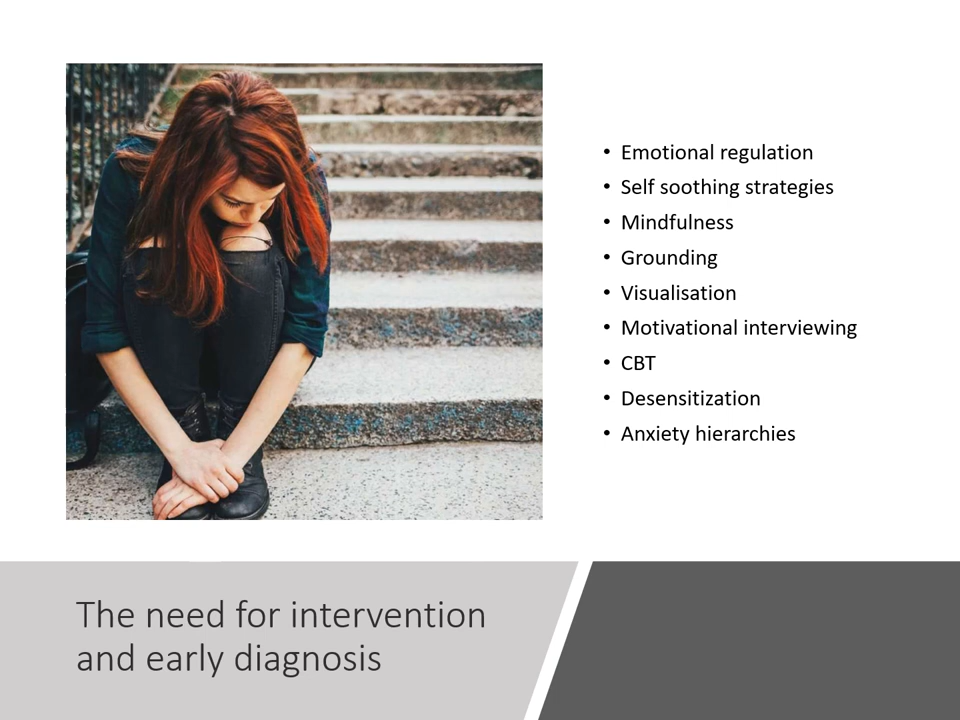 Emotional regulation
Self soothing strategies
Mindfulness
Grounding
Visualisation
Motivational interviewing
CBT
Desensitization
Anxiety hierarchies
The need for intervention
and early diagnosis